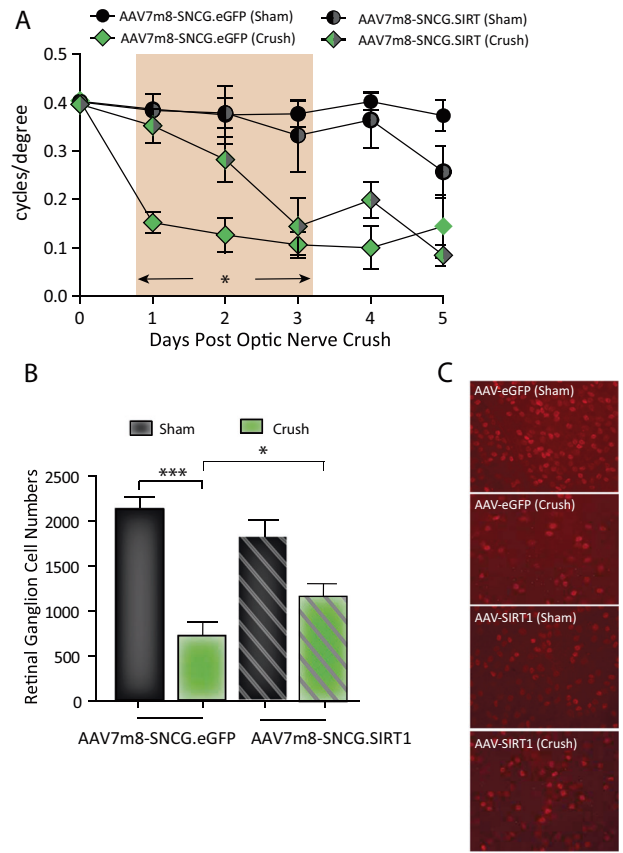 A
AAV7m8-SNCG.eGFP (Sham)
AAV7m8-SNCG.SIRT (Sham)
AAV7m8-SNCG.eGFP (Crush)
AAV7m8-SNCG.SIRT (Crush)
0.5
0.4
0.3
0.2
0.1
0.0
cycles/degree
*
0 1 2 3 4 5
Days Post Optic Nerve Crush
B
Sham Crush
***
*
2500
2000
1500
1000
500
0
Retinal Ganglion Cell Numbers
AAV7m8-SNCG.eGFP AAV7m8-SNCG.SIRT1
C
AAV-eGFP (Sham)
AAV-eGFP (Crush)
AAV-SIRT1 (Sham)
AAV-SIRT1 (Crush)